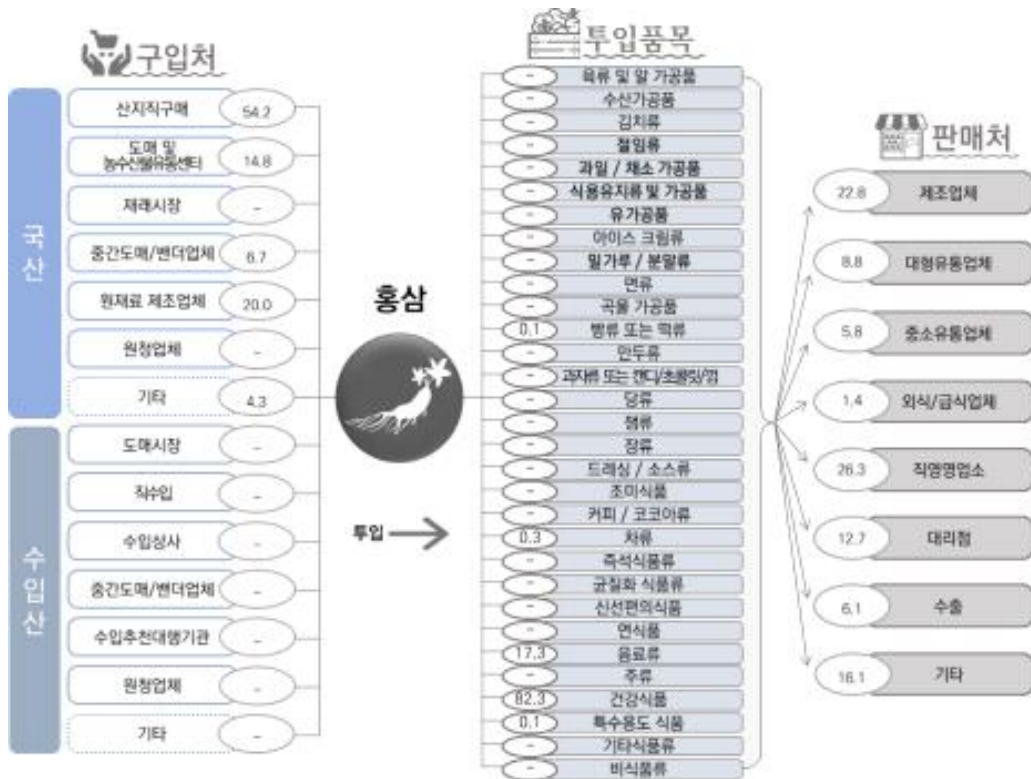 구입처
국산
산지직구매 54.2
도매 및
농수산물유통센터 14.8
재래시장 -
중간도매/밴더업체 6.7
원재료 제조업체 20.0
원청업체 -
기타 4.3
수입산
도매시장 -
직수입 -
수입상사 -
중간도매/밴더업체 -
수입추천대행기관 -
원청업체 -
기타 -
홍삼
투입
투입품목
- 육류 및 알 가공품
- 수산가공품
- 김치류
- 절임류
- 과일 / 채소 가공품
- 식용유지류 및 가공품
- 유가공품
- 아이스 크림류
- 밀가루 / 분말류
- 면류
- 곡물 가공품
0.1 빵류 또는 떡류
- 만두류
- 과자류 또는 캔디/초콜릿/껌
- 당류
- 잼류
- 장류
- 드레싱 / 소스류
- 조미식품
- 커피 / 코코아류
0.3 차류
- 즉석식품류
- 균질화 식품류
- 신선편의식품
- 연식품
17.3 음료류
- 주류
82.3 건강식품
0.1 특수용도 식품
- 기타식품류
- 비식품류
판매처
22.8 제조업체
8.8 대형유통업체
5.8 중소유통업체
1.4 외식/급식업체
26.3 직영영업소
12.7 대리점
6.1 수출
16.1 기타